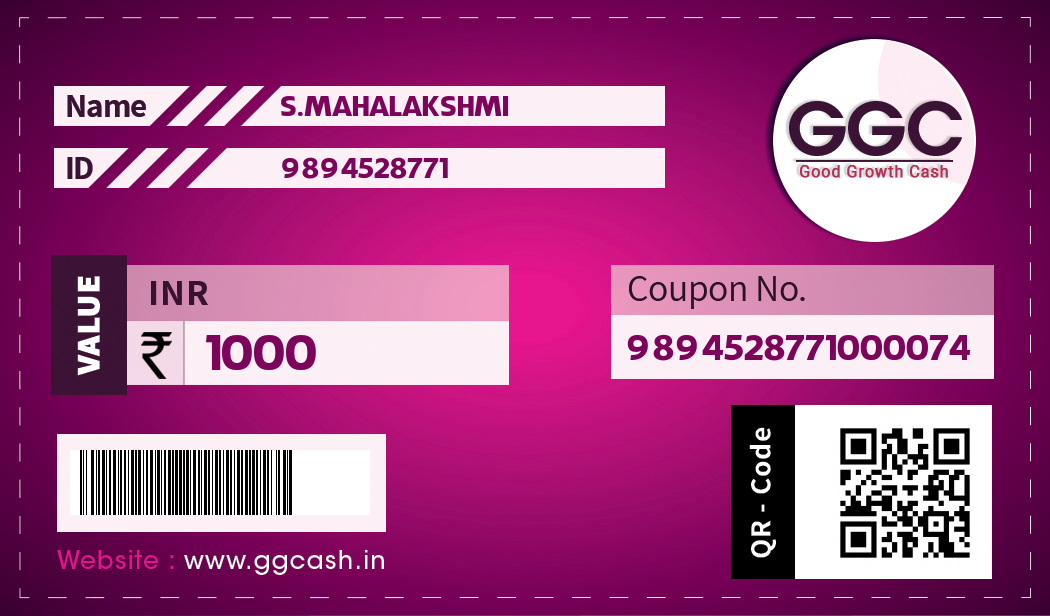 Name S.MAHALAKSHMI
ID 9894528771
GGC
Good Growth Cash
VALUE
INR
₹ 1000
Coupon No.
9894528771000074
QR - Code
Website : www.ggcash.in